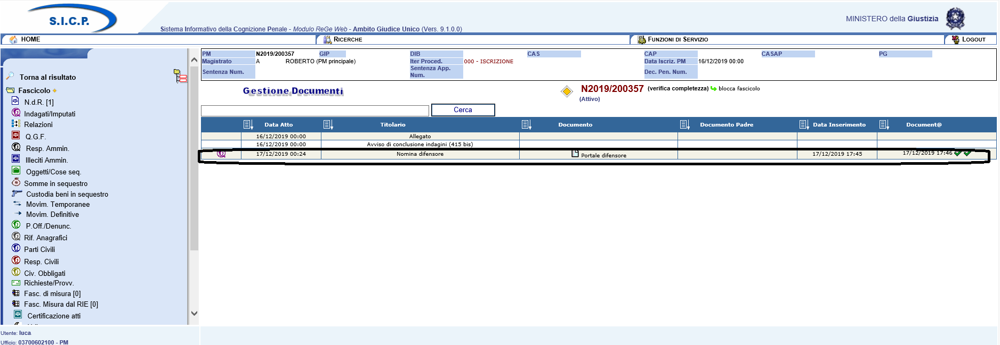 S.I.C.P.
Sistema Informativo della Cognizione Penale - Modulo ReGe Web - Ambito Giudice Unico (Vers. 9.1.0.0)
MINISTERO della Giustizia
HOME
RICERCHE
FUNZIONI DI SERVIZIO
LOGOUT
PM N2019/200357 GIP DIB CAS CAP CASAP PG
Magistrato A ROBERTO (PM principale) Iter Proced. 000 - ISCRIZIONE Data Iscriz. PM 16/12/2019 00:00
Sentenza Num. Sentenza App. Num. Dec. Pen. Num.
Torna al risultato
Fascicolo
N.d.R. [1]
Indagati/Imputati
Relazioni
Q.G.F.
Resp. Ammin.
Illeciti Ammin.
Oggetti/Cose seq.
Somme in sequestro
Custodia beni in sequestro
Movim. Temporanee
Movim. Definitive
P.Off./Denunc.
Rif. Anagrafici
Parti Civili
Resp. Civili
Civ. Obbligati
Richieste/Provv.
Fasc. di misura [0]
Fasc. Misura dal RIE [0]
Certificazione atti
Gestione Documenti
N2019/200357 (verifica completezza) blocca fascicolo
(Attivo)
Cerca
Data Atto Titolario Documento Documento Padre Data Inserimento Document@
16/12/2019 00:00 Allegato
16/12/2019 00:00 Avviso di conclusione indagini (415 bis)
17/12/2019 00:24 Nomina difensore Portale difensore 17/12/2019 17:45 17/12/2019 17:46
Utente: luca
Ufficio: 03700602100 - PM